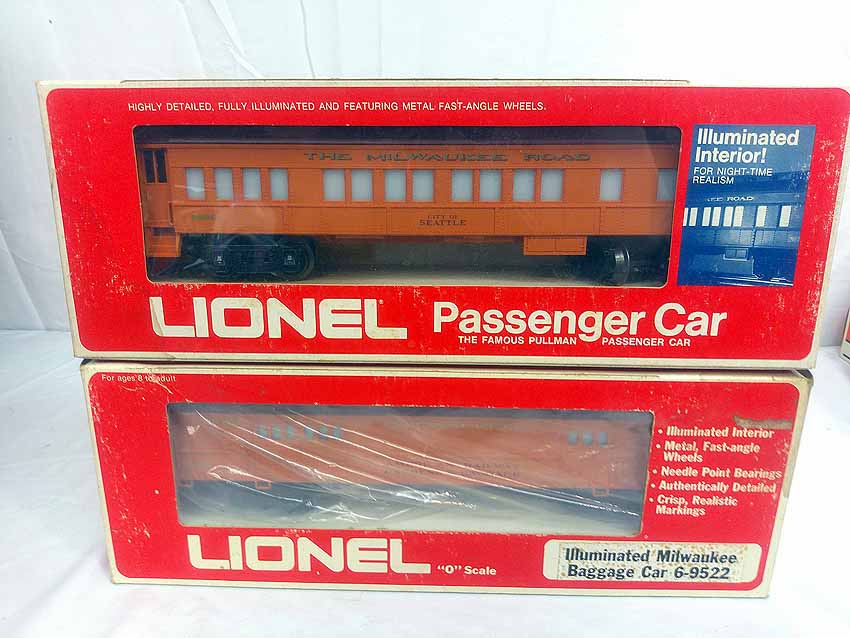 HIGHLY DETAILED, FULLY ILLUMINATED AND FEATURING METAL FAST-ANGLE WHEELS.
THE MILWAUKEE ROAD
CITY OF
SEATTLE
Illuminated
Interior!
FOR NIGHT-TIME
REALISM
LIONEL Passenger Car
THE FAMOUS PULLMAN PASSENGER CAR
For ages 8 to adult
• Illuminated Interior
• Metal, Fast-angle
Wheels
• Needle Point Bearings
• Authentically Detailed
• Crisp, Realistic
Markings
LIONEL "O" Scale
Illuminated Milwaukee
Baggage Car 6-9522